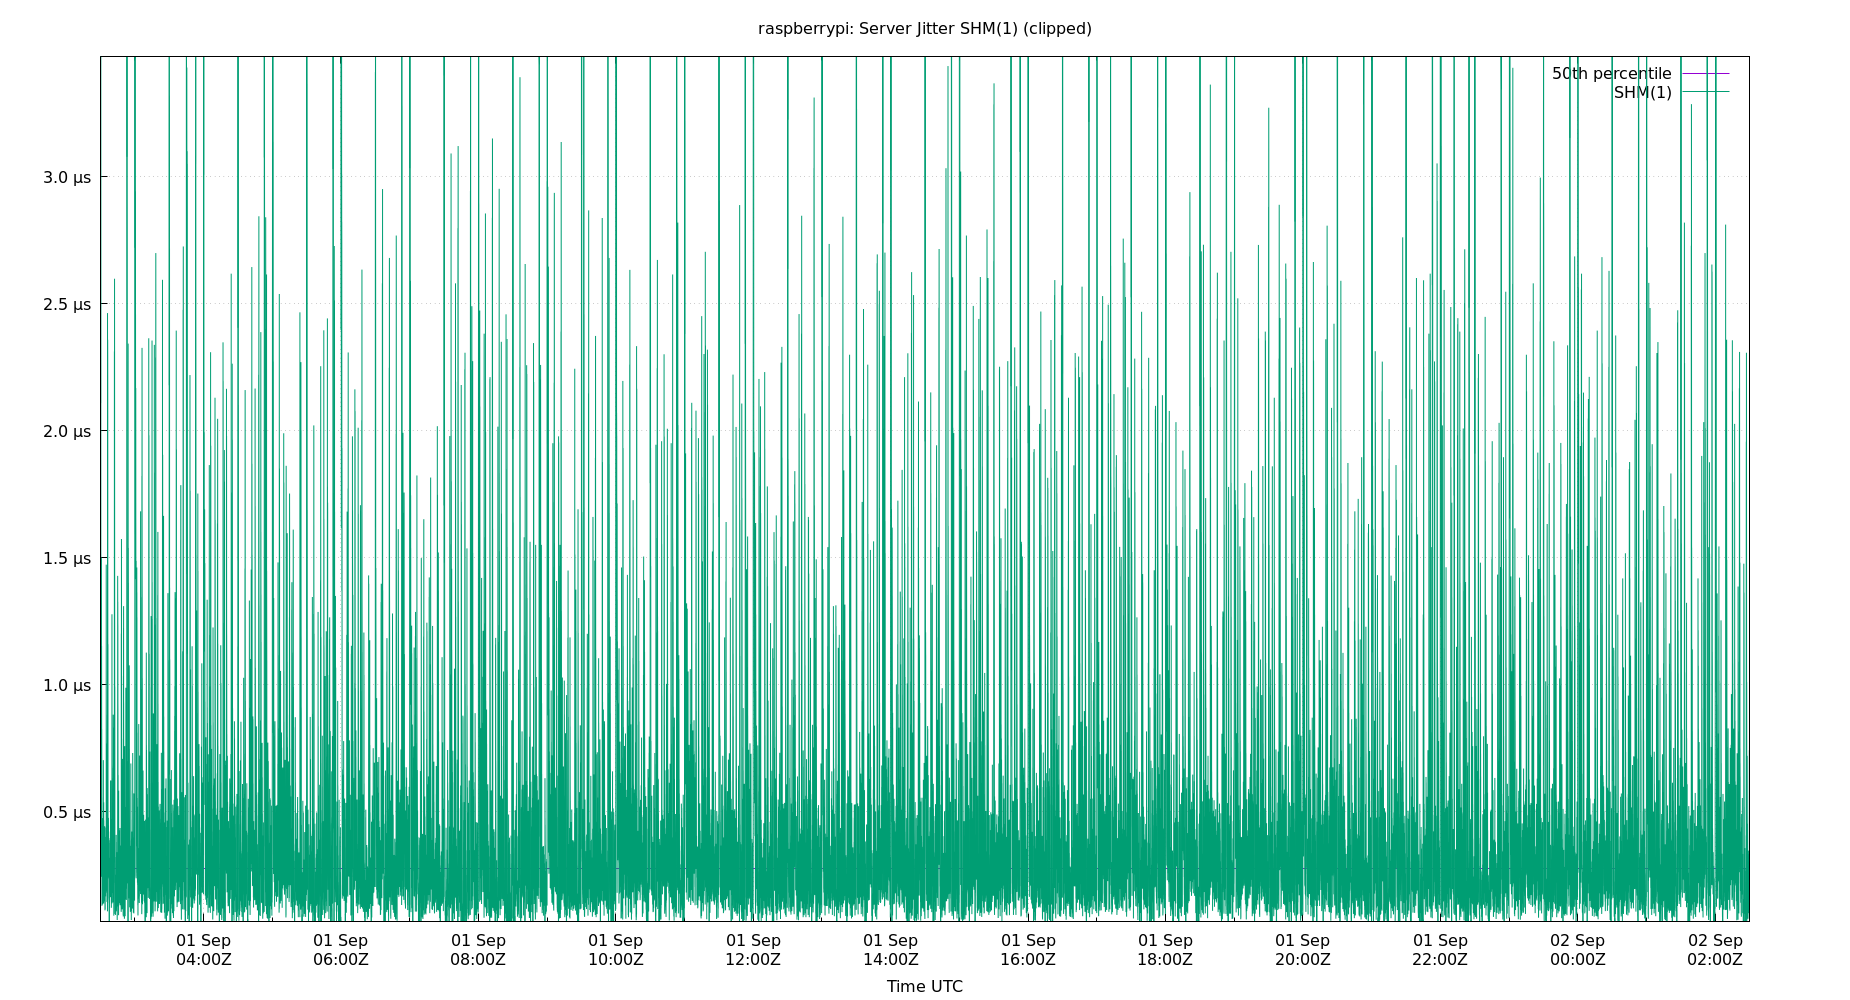 raspberrypi: Server Jitter SHM(1) (clipped)
50th percentile
SHM(1)
3.0 µs
2.5 µs
2.0 µs
1.5 µs
1.0 µs
0.5 µs
01 Sep 01 Sep 01 Sep 01 Sep 01 Sep 01 Sep 01 Sep 01 Sep 01 Sep 01 Sep 02 Sep 02 Sep
04:00Z 06:00Z 08:00Z 10:00Z 12:00Z 14:00Z 16:00Z 18:00Z 20:00Z 22:00Z 00:00Z 02:00Z
Time UTC